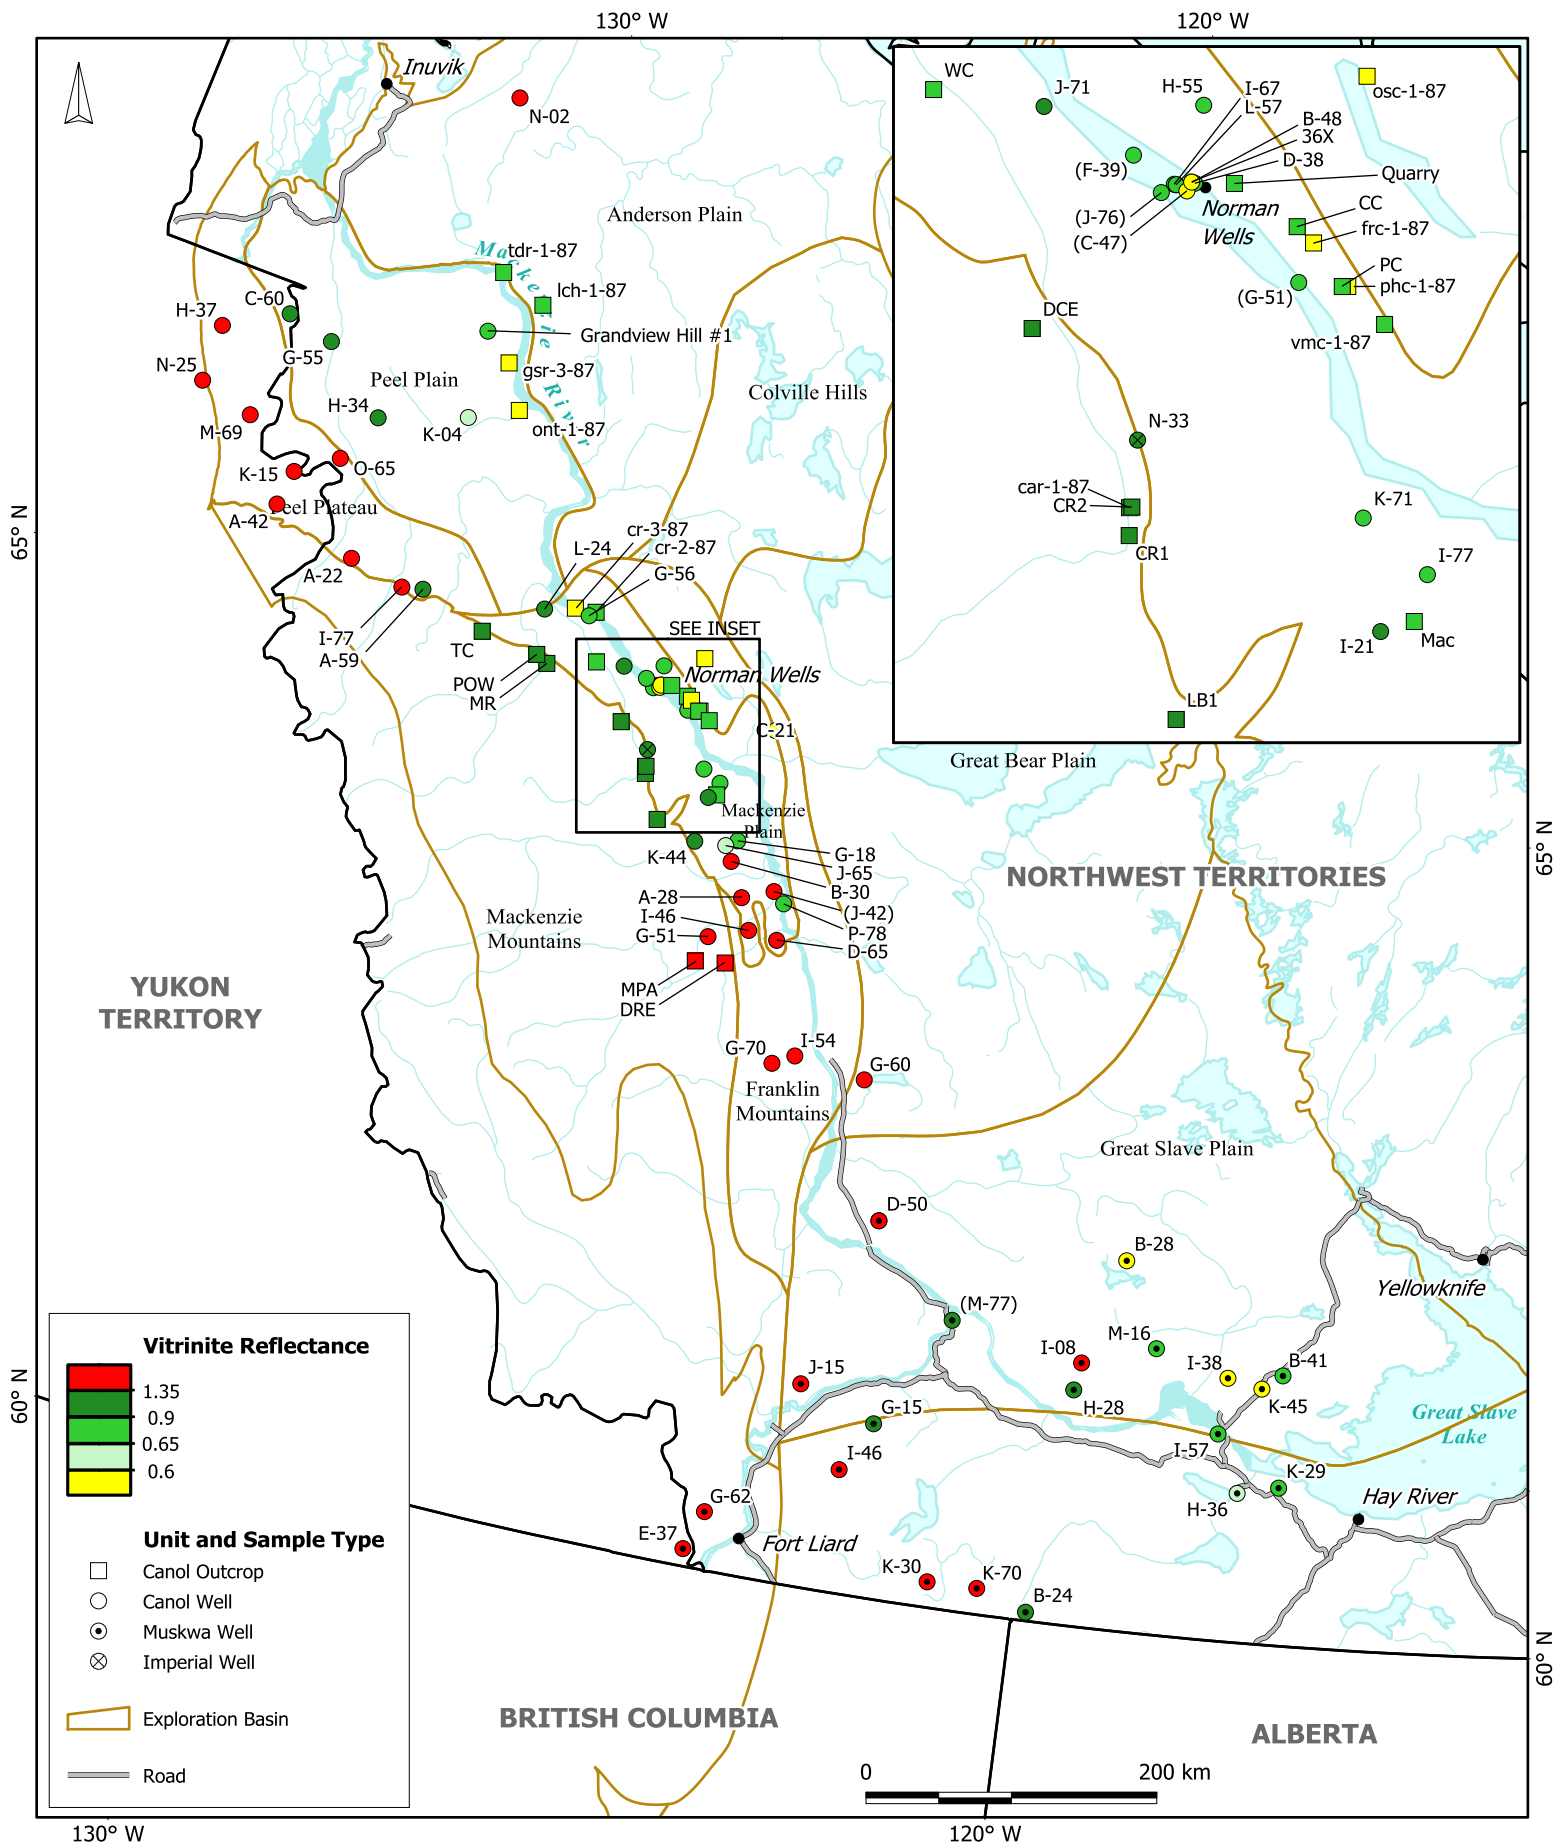 130° W
120° W
Inuvik
N-02
Anderson Plain
tdr-1-87
Mackenzie River
lch-1-87
Grandview Hill #1
gsr-3-87
ont-1-87
C-60
H-37
G-55
N-25
Peel Plain
H-34
K-04
M-69
K-15
O-65
Peel Plateau
A-42
A-22
I-77
A-59
Colville Hills
65° N
cr-3-87
cr-2-87
L-24
G-56
SEE INSET
TC
POW
MR
Norman Wells
C-21
Mackenzie
Plain
WC
J-71
H-55
I-67
L-57
B-48
36X
D-38
osc-1-87
(F-39)
Quarry
(J-76)
(C-47)
Norman
Wells
CC
frc-1-87
PC
phc-1-87
(G-51)
vmc-1-87
DCE
N-33
car-1-87
CR2
CR1
K-71
I-77
Mac
I-21
LB1
Great Bear Plain
65° N
K-44
G-18
J-65
B-30
A-28
(J-42)
I-46
P-78
G-51
D-65
MPA
DRE
Mackenzie
Mountains
NORTHWEST TERRITORIES
YUKON
TERRITORY
G-70
I-54
G-60
Franklin
Mountains
Great Slave Plain
D-50
B-28
Yellowknife
(M-77)
M-16
I-08
I-38
B-41
J-15
H-28
K-45
Great Slave
Lake
60° N
G-15
I-57
I-46
K-29
H-36
Hay River
G-62
E-37
Fort Liard
K-30
K-70
B-24
60° N
Vitrinite Reflectance
1.35
0.9
0.65
0.6
Unit and Sample Type
Canol Outcrop
Canol Well
Muskwa Well
Imperial Well
Exploration Basin
Road
BRITISH COLUMBIA
ALBERTA
0
200 km
130° W
120° W